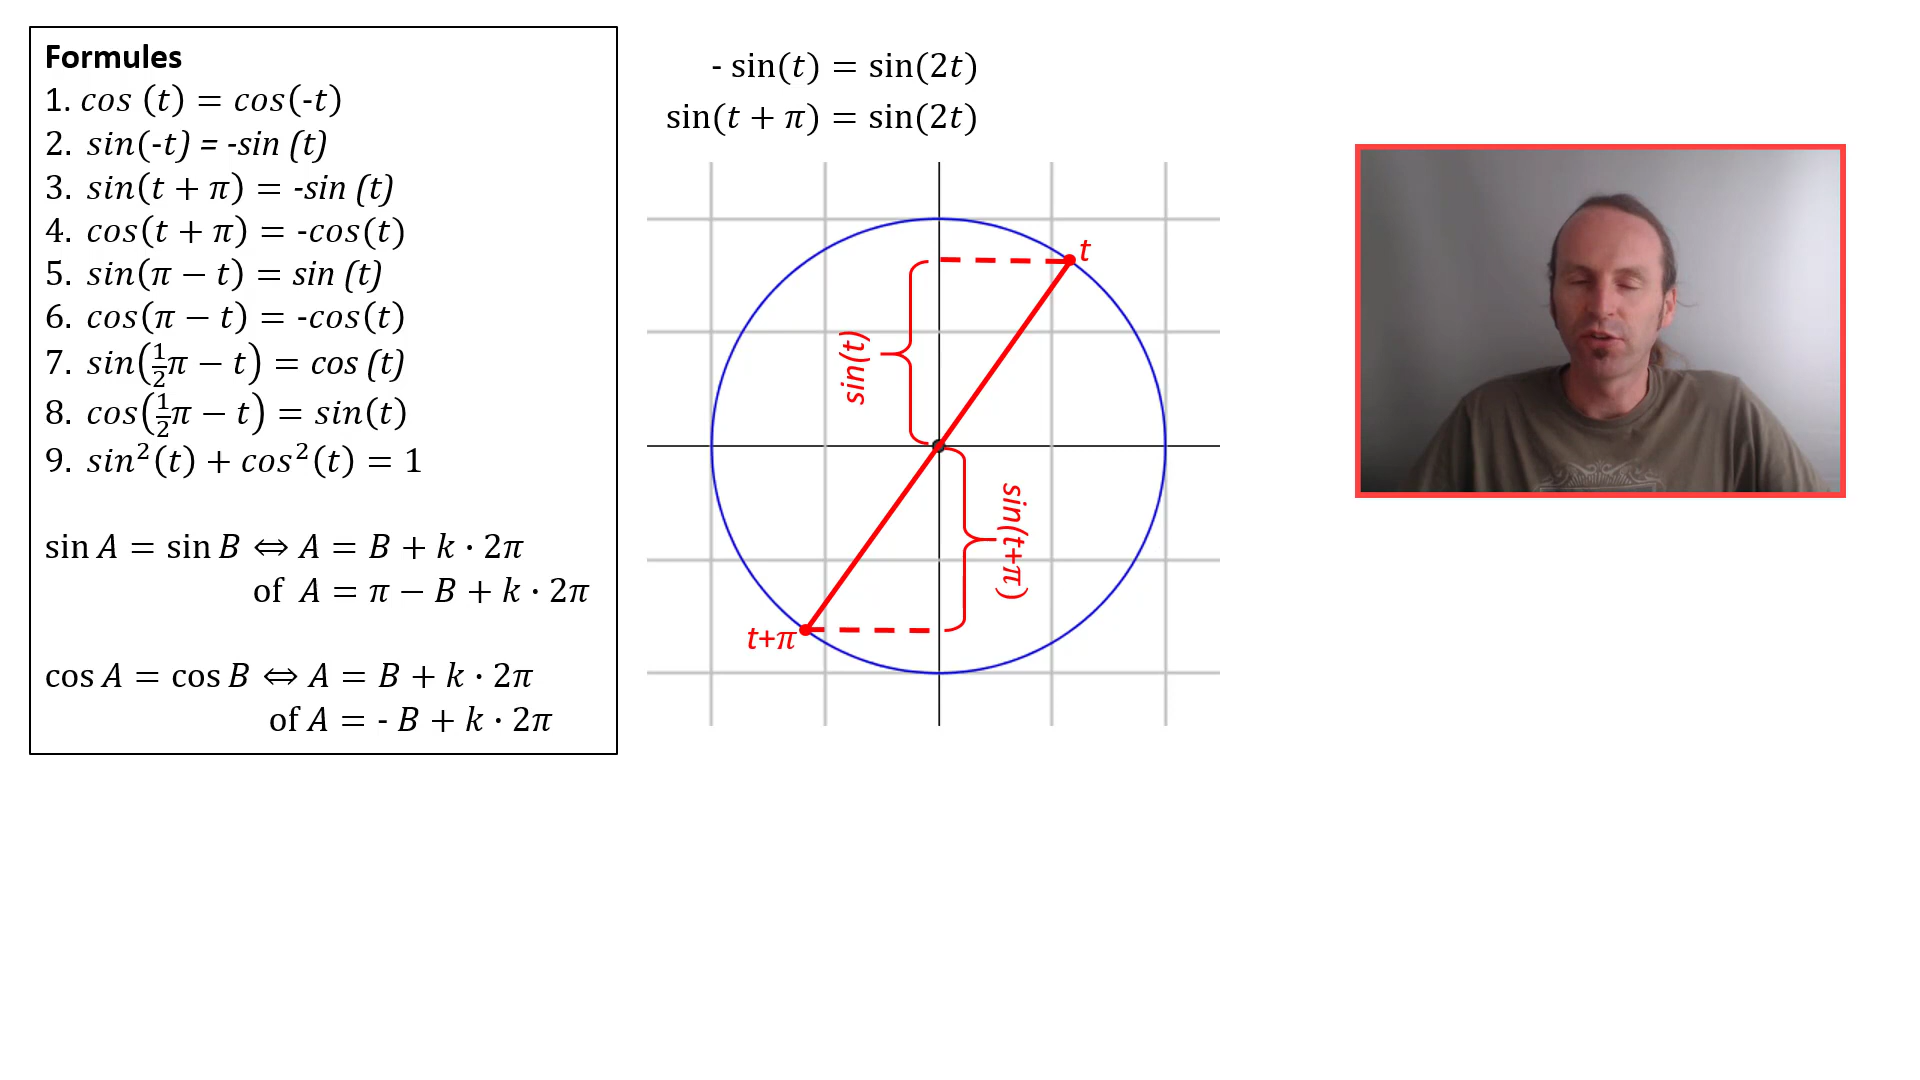 Formules
1. cos (t) = cos(-t)
2. sin(-t) = -sin (t)
3. sin(t + π) = -sin (t)
4. cos(t + π) = -cos(t)
5. sin(π − t) = sin (t)
6. cos(π − t) = -cos(t)
7. sin(½π − t) = cos (t)
8. cos(½π − t) = sin(t)
9. sin²(t) + cos²(t) = 1
sin A = sin B ⇔ A = B + k · 2π
of A = π − B + k · 2π
cos A = cos B ⇔ A = B + k · 2π
of A = - B + k · 2π
- sin(t) = sin(2t)
sin(t + π) = sin(2t)
t
sin(t)
sin(t+π)
t+π